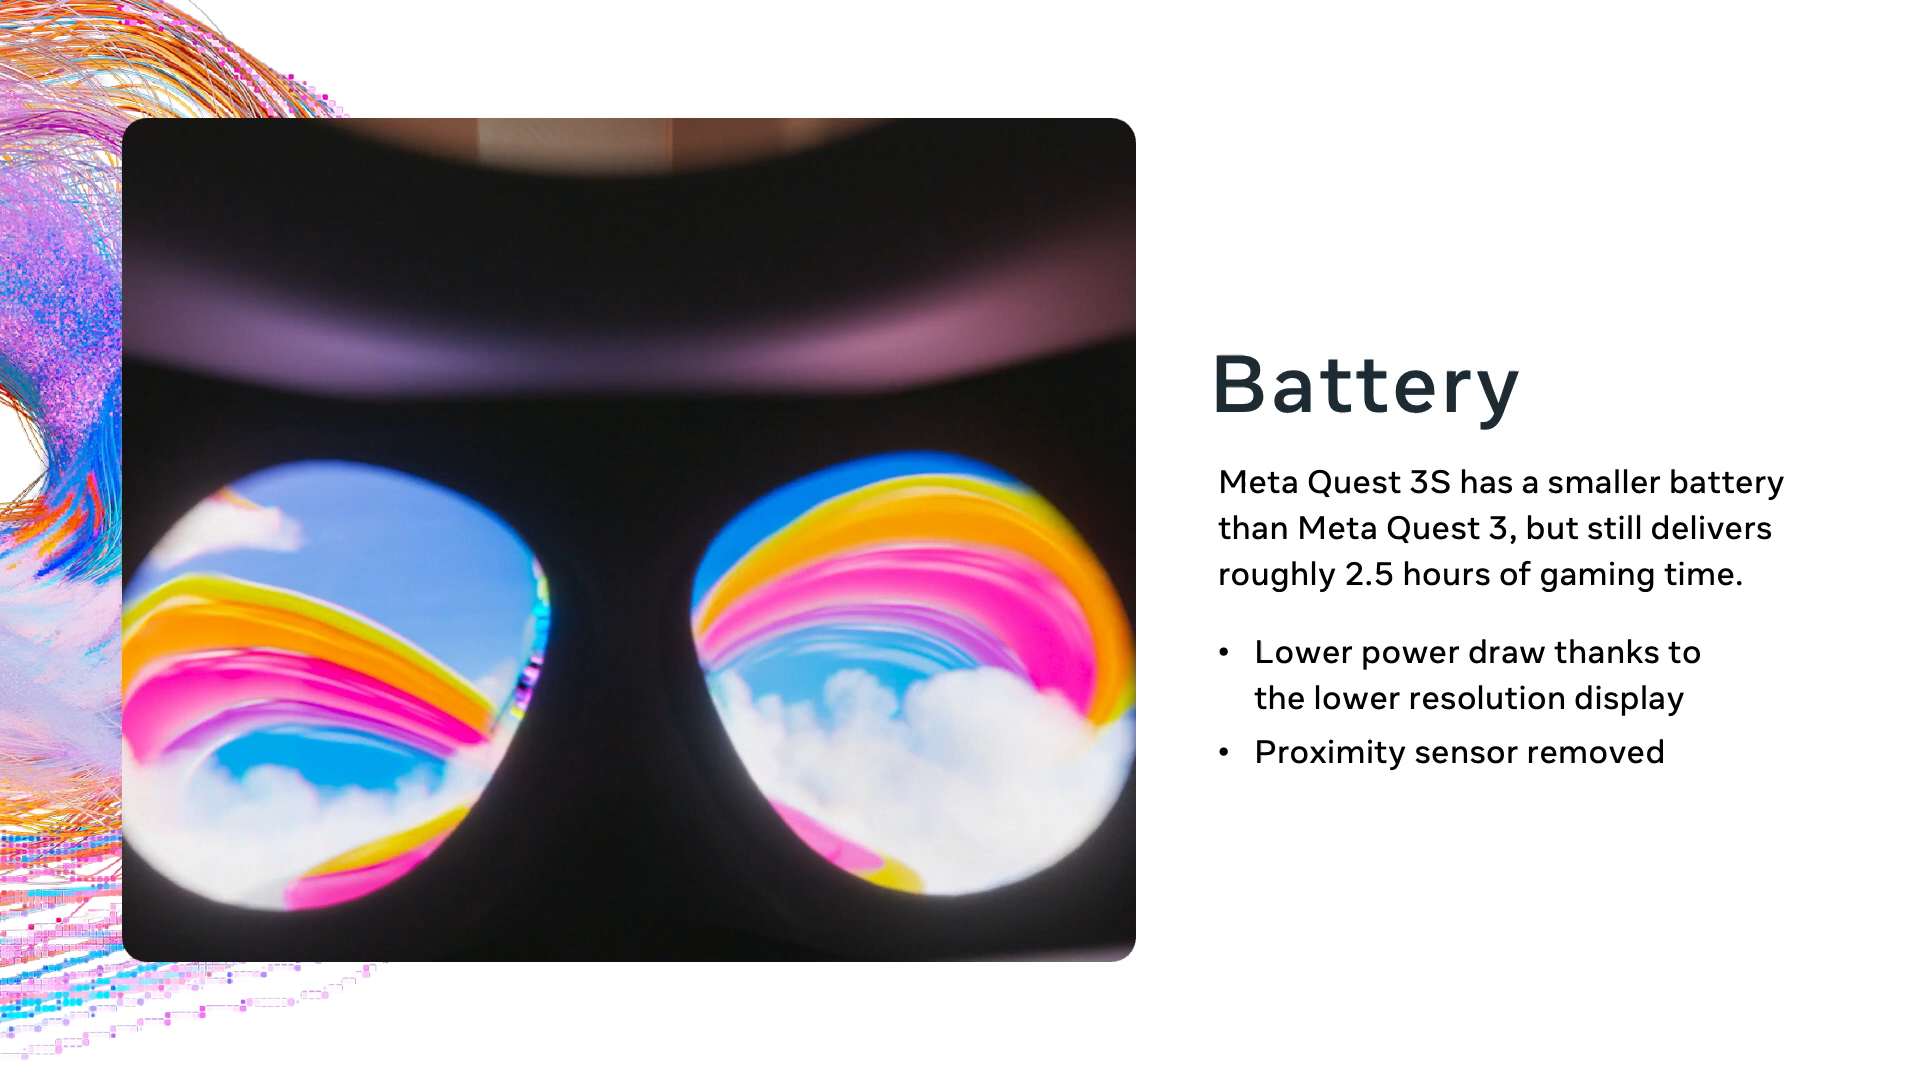 Battery
Meta Quest 3S has a smaller battery
than Meta Quest 3, but still delivers
roughly 2.5 hours of gaming time.
• Lower power draw thanks to
the lower resolution display
• Proximity sensor removed